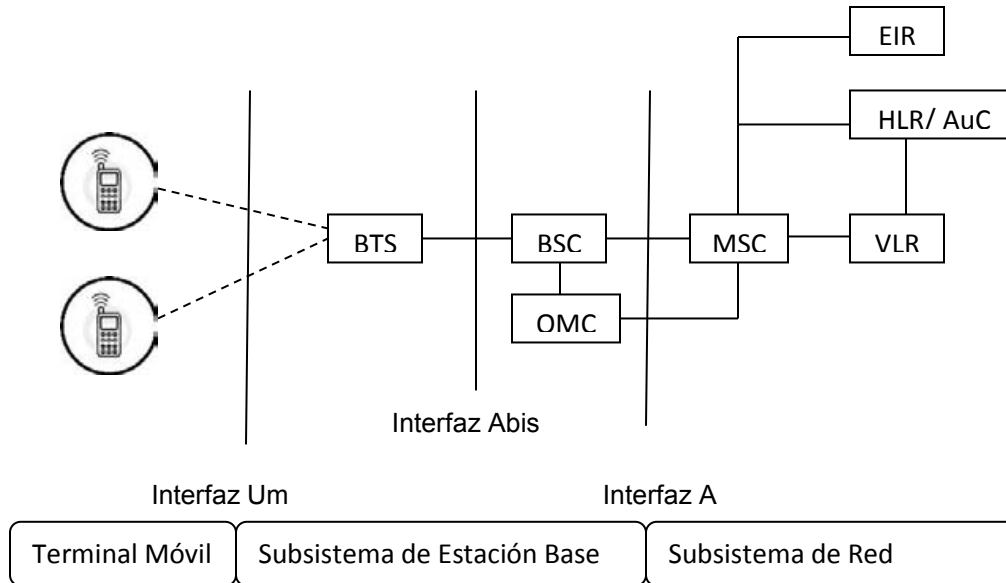 EIR
HLR/ AuC
BTS
BSC
MSC
VLR
OMC
Interfaz Abis
Interfaz Um
Interfaz A
Terminal Móvil
Subsistema de Estación Base
Subsistema de Red